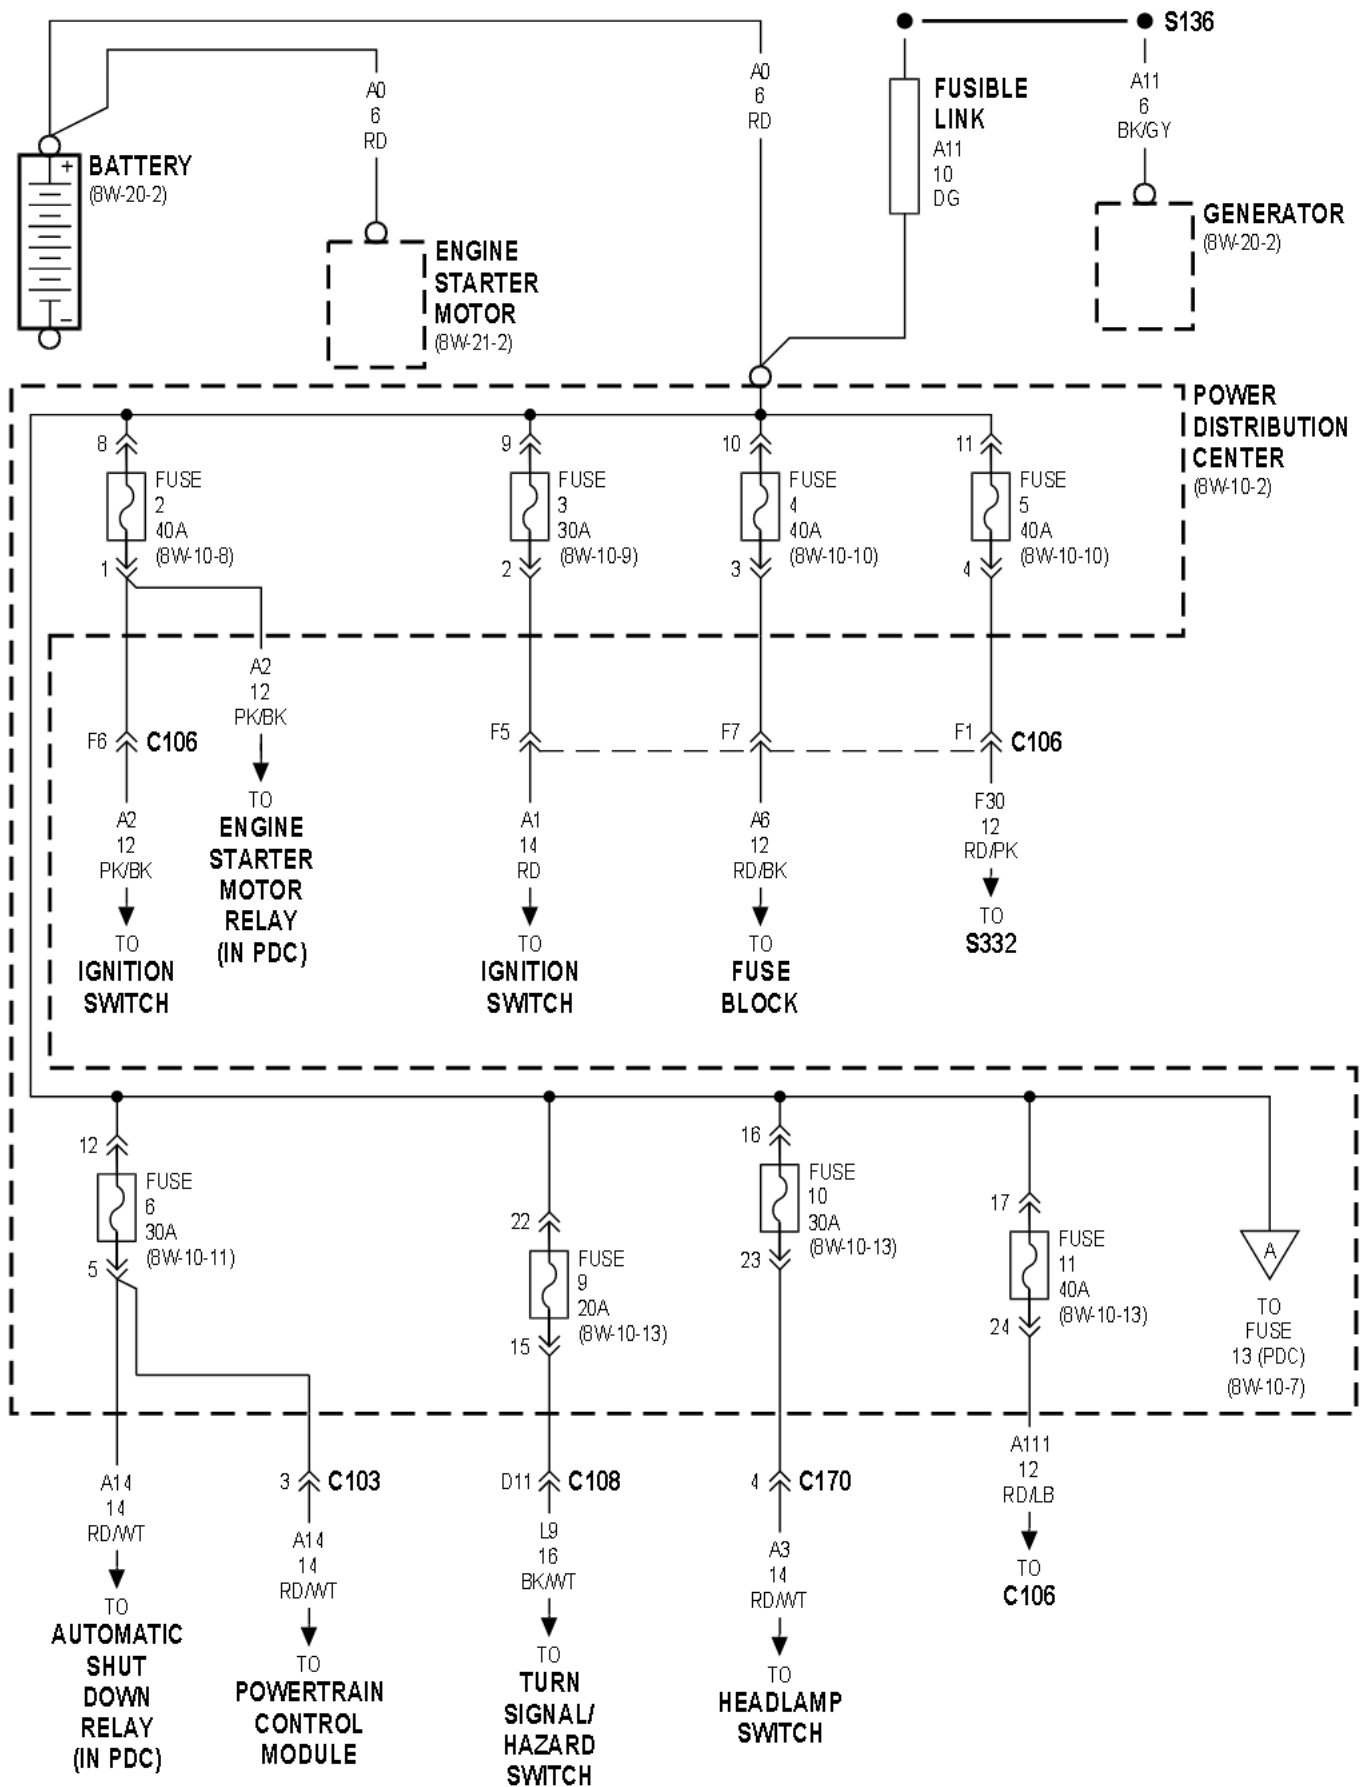 S136
A0
6
RD
A0
6
RD
FUSIBLE
LINK
A11
10
DG
A11
6
BK/GY
+
BATTERY
(8W-20-2)
−
ENGINE
STARTER
MOTOR
(8W-21-2)
GENERATOR
(8W-20-2)
POWER
DISTRIBUTION
CENTER
(8W-10-2)
8
FUSE
2
40A
(8W-10-8)
1
9
FUSE
3
30A
(8W-10-9)
2
10
FUSE
4
40A
(8W-10-10)
3
11
FUSE
5
40A
(8W-10-10)
4
A2
12
PK/BK
TO
ENGINE
STARTER
MOTOR
RELAY
(IN PDC)
F6
C106
A2
12
PK/BK
TO
IGNITION
SWITCH
F5
A1
14
RD
TO
IGNITION
SWITCH
F7
A6
12
RD/BK
TO
FUSE
BLOCK
F1
C106
F30
12
RD/PK
TO
S332
12
FUSE
6
30A
(8W-10-11)
5
22
FUSE
9
20A
(8W-10-13)
15
16
FUSE
10
30A
(8W-10-13)
23
17
FUSE
11
40A
(8W-10-13)
24
A
TO
FUSE
13 (PDC)
(8W-10-7)
A14
14
RD/WT
TO
AUTOMATIC
SHUT
DOWN
RELAY
(IN PDC)
3
C103
A14
14
RD/WT
TO
POWERTRAIN
CONTROL
MODULE
D11
C108
L9
16
BK/WT
TO
TURN
SIGNAL/
HAZARD
SWITCH
4
C170
A3
14
RD/WT
TO
HEADLAMP
SWITCH
A111
12
RD/LB
TO
C106